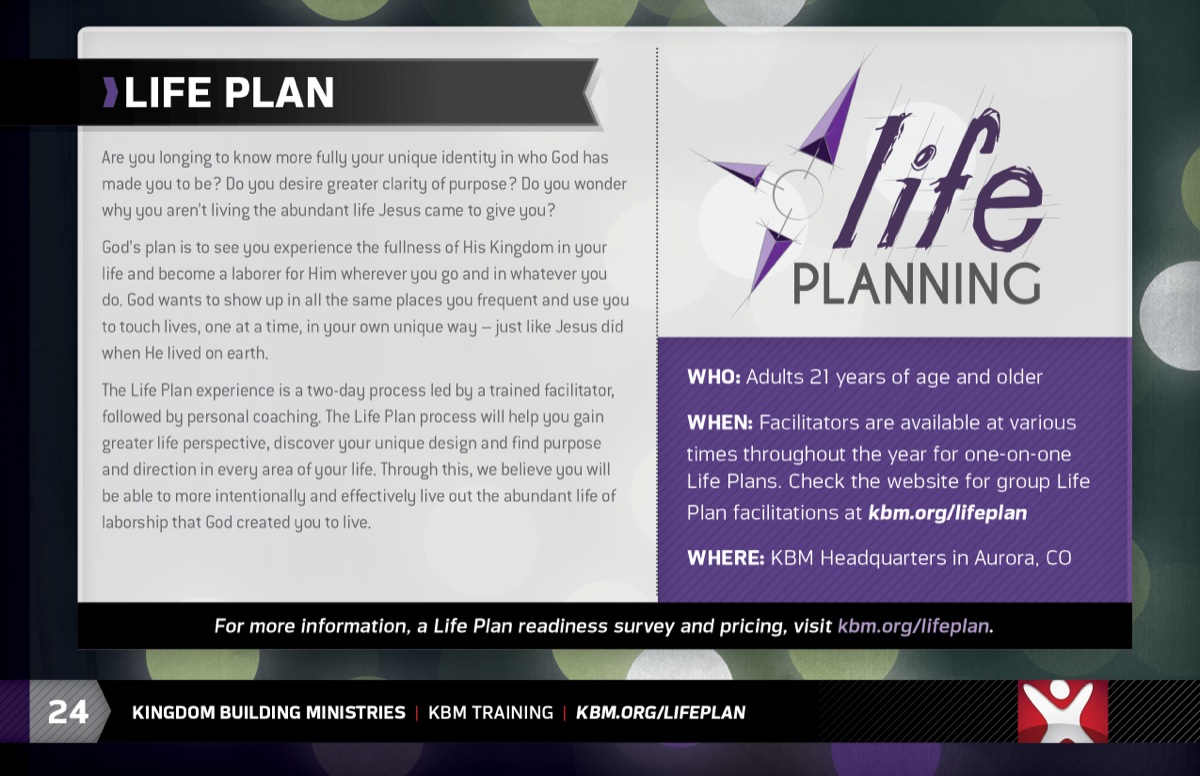 LIFE PLAN
Are you longing to know more fully your unique identity in who God has
made you to be? Do you desire greater clarity of purpose? Do you wonder
why you aren't living the abundant life Jesus came to give you?
God's plan is to see you experience the fullness of His Kingdom in your
life and become a laborer for Him wherever you go and in whatever you
do. God wants to show up in all the same places you frequent and use you
to touch lives, one at a time, in your own unique way – just like Jesus did
when He lived on earth.
The Life Plan experience is a two-day process led by a trained facilitator,
followed by personal coaching. The Life Plan process will help you gain
greater life perspective, discover your unique design and find purpose
and direction in every area of your life. Through this, we believe you will
be able to more intentionally and effectively live out the abundant life of
laborship that God created you to live.
life
PLANNING
WHO: Adults 21 years of age and older
WHEN: Facilitators are available at various
times throughout the year for one-on-one
Life Plans. Check the website for group Life
Plan facilitations at kbm.org/lifeplan
WHERE: KBM Headquarters in Aurora, CO
For more information, a Life Plan readiness survey and pricing, visit kbm.org/lifeplan.
24 KINGDOM BUILDING MINISTRIES | KBM TRAINING | KBM.ORG/LIFEPLAN